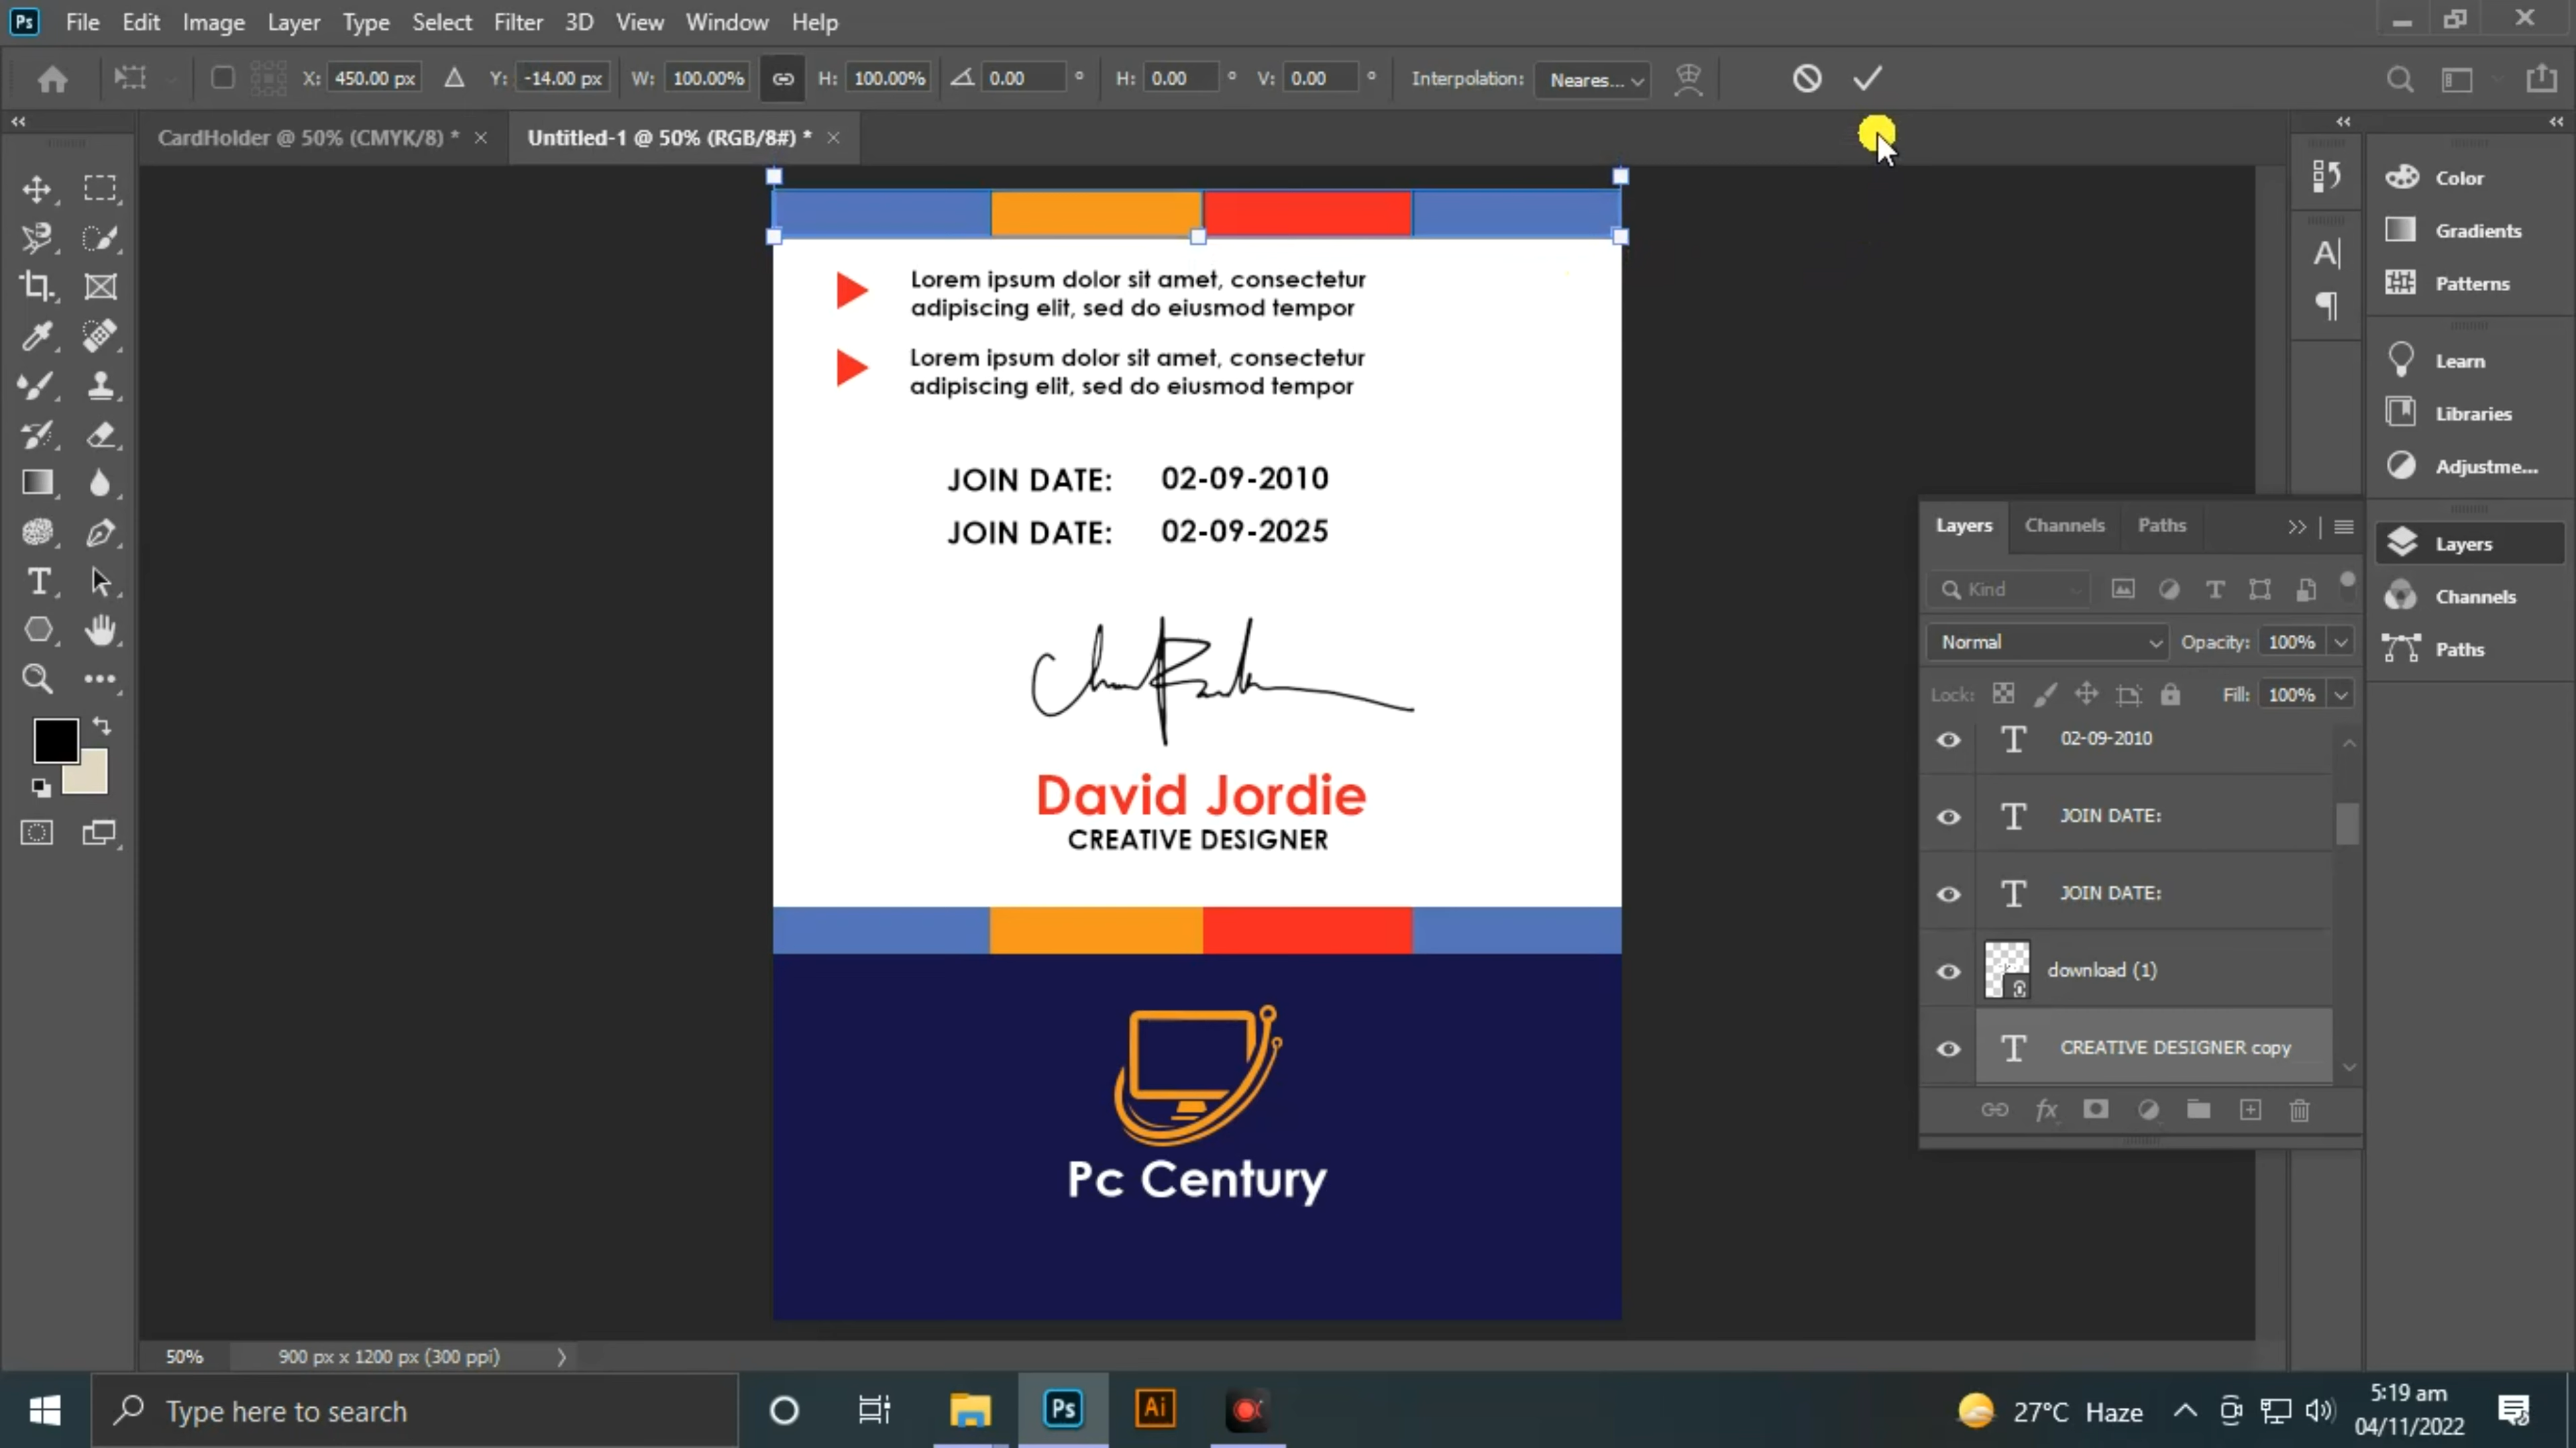 Ps File Edit Image Layer Type Select Filter 3D View Window Help
X: 450.00 px Y: -14.00 px W: 100.00% H: 100.00% 0.00 ° H: 0.00 ° V: 0.00 ° Interpolation: Neares...
CardHolder @ 50% (CMYK/8) * Untitled-1 @ 50% (RGB/8#) *
Lorem ipsum dolor sit amet, consectetur
adipiscing elit, sed do eiusmod tempor
Lorem ipsum dolor sit amet, consectetur
adipiscing elit, sed do eiusmod tempor
JOIN DATE: 02-09-2010
JOIN DATE: 02-09-2025
David Jordie
CREATIVE DESIGNER
Pc Century
Color
Gradients
Patterns
Learn
Libraries
Adjustme...
Layers
Channels
Paths
Layers Channels Paths
Kind
Normal Opacity: 100%
Lock: Fill: 100%
02-09-2010
JOIN DATE:
JOIN DATE:
download (1)
CREATIVE DESIGNER copy
50% 900 px x 1200 px (300 ppi)
Type here to search
Ps Ai
27°C Haze
5:19 am
04/11/2022